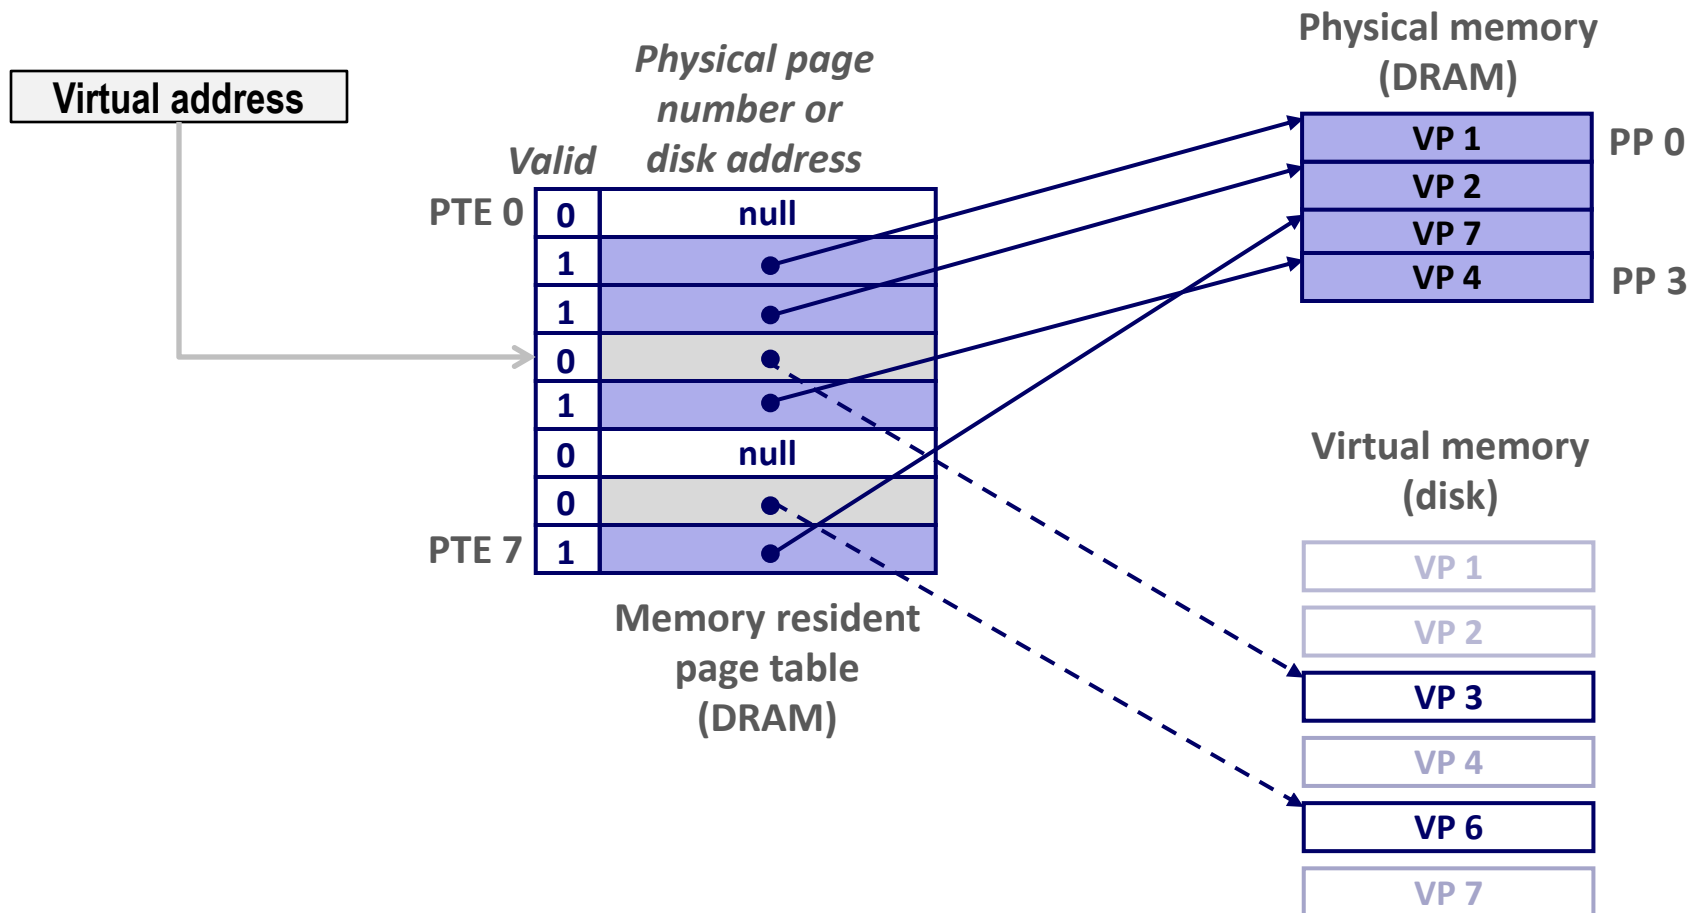 Virtual address
Physical page
number or
disk address
Valid
PTE 0
0
null
1
1
0
1
0
null
0
PTE 7
1
Memory resident
page table
(DRAM)
Physical memory
(DRAM)
VP 1
PP 0
VP 2
VP 7
VP 4
PP 3
Virtual memory
(disk)
VP 1
VP 2
VP 3
VP 4
VP 6
VP 7